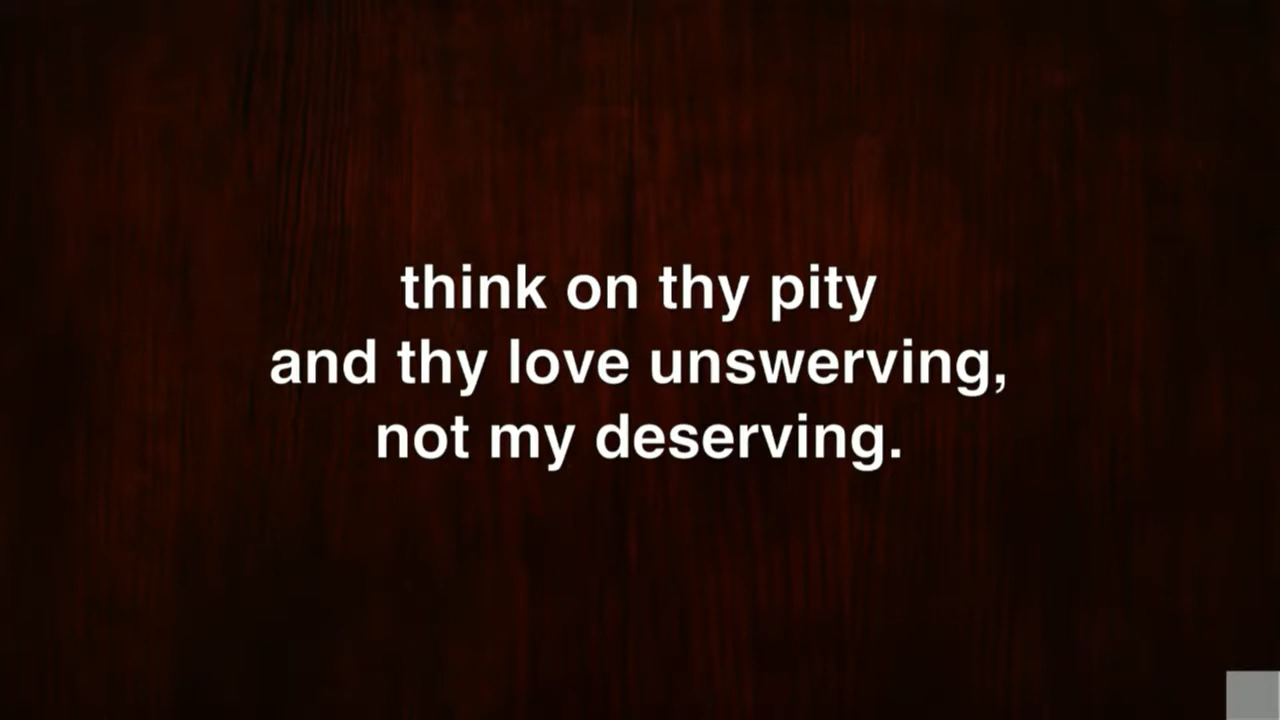 think on thy pity
and thy love unswerving,
not my deserving.